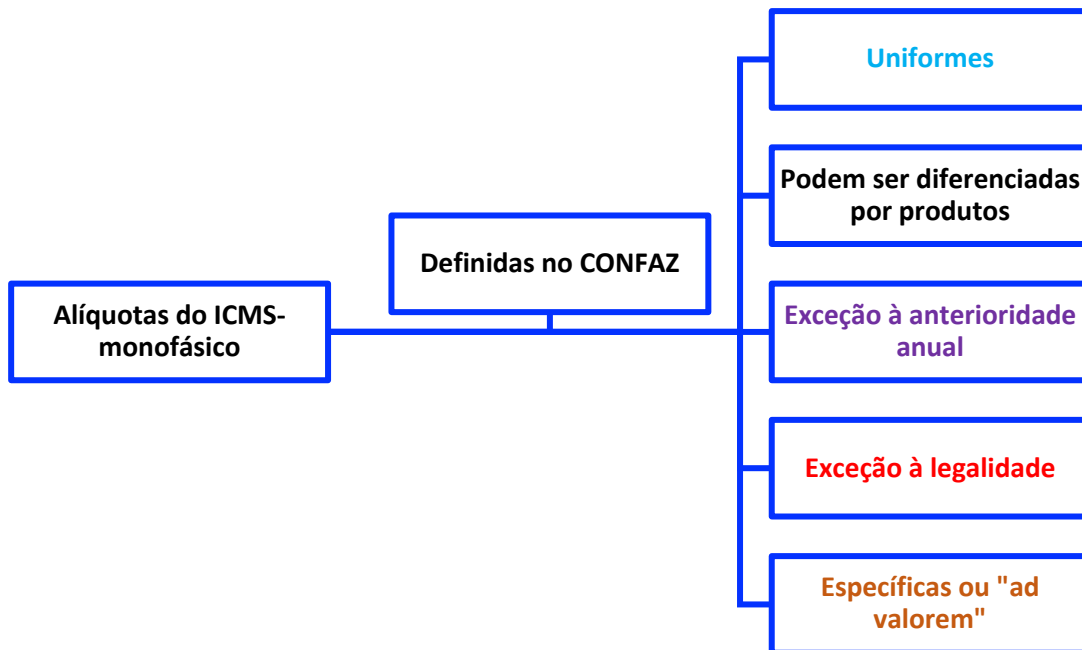 Alíquotas do ICMS-
monofásico
Definidas no CONFAZ
Uniformes
Podem ser diferenciadas
por produtos
Exceção à anterioridade
anual
Exceção à legalidade
Específicas ou "ad
valorem"